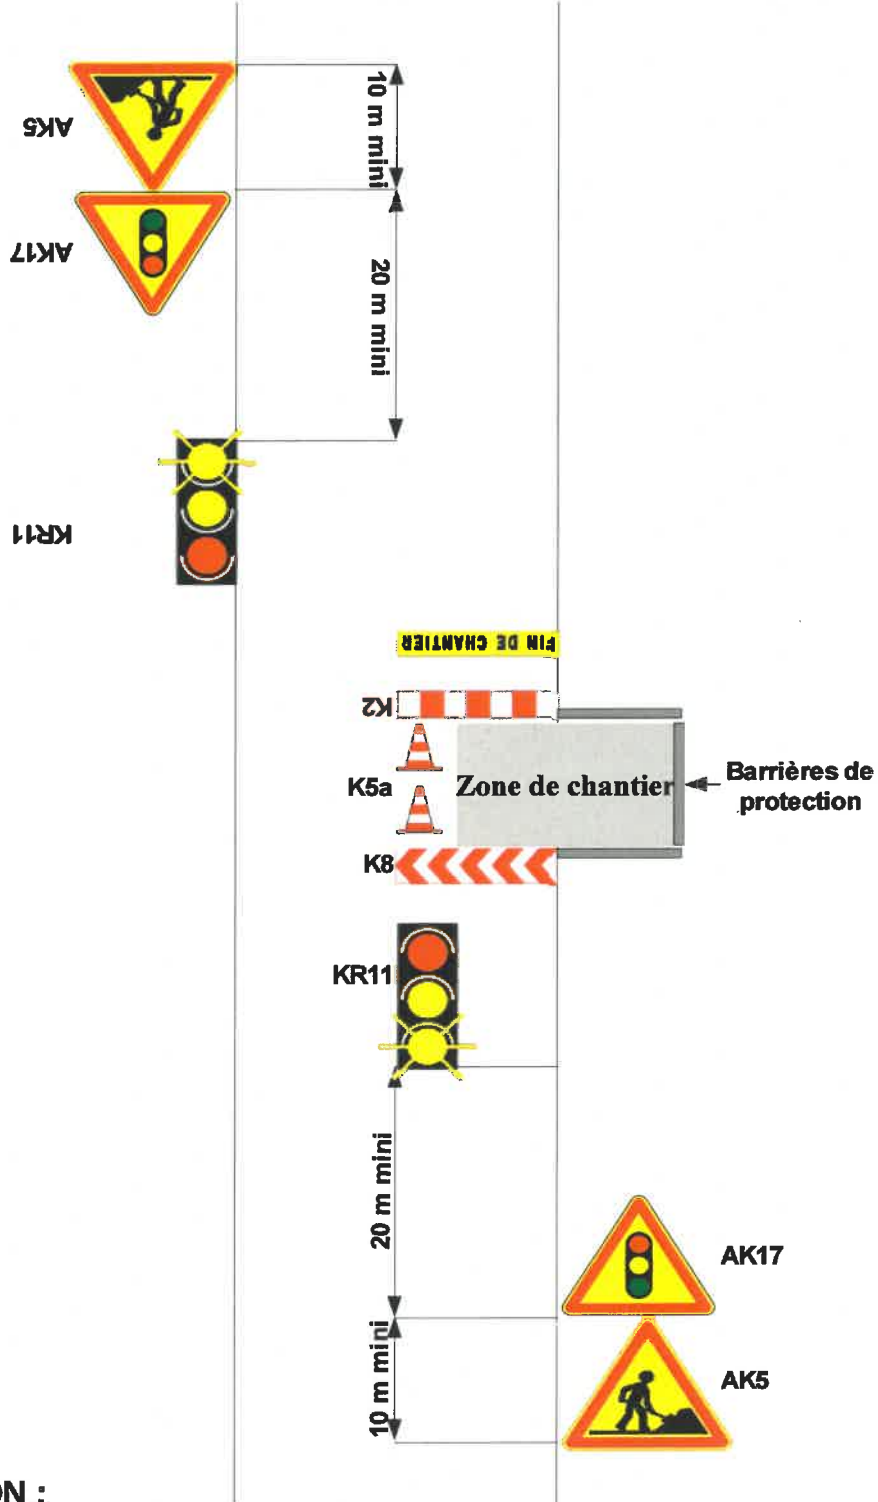 AK5
10 m mini
AK17
20 m mini
KR11
FIN DE CHANTIER
K2
K5a
Zone de chantier
Barrières de
protection
K8
KR11
20 m mini
AK17
10 m mini
AK5
ON :